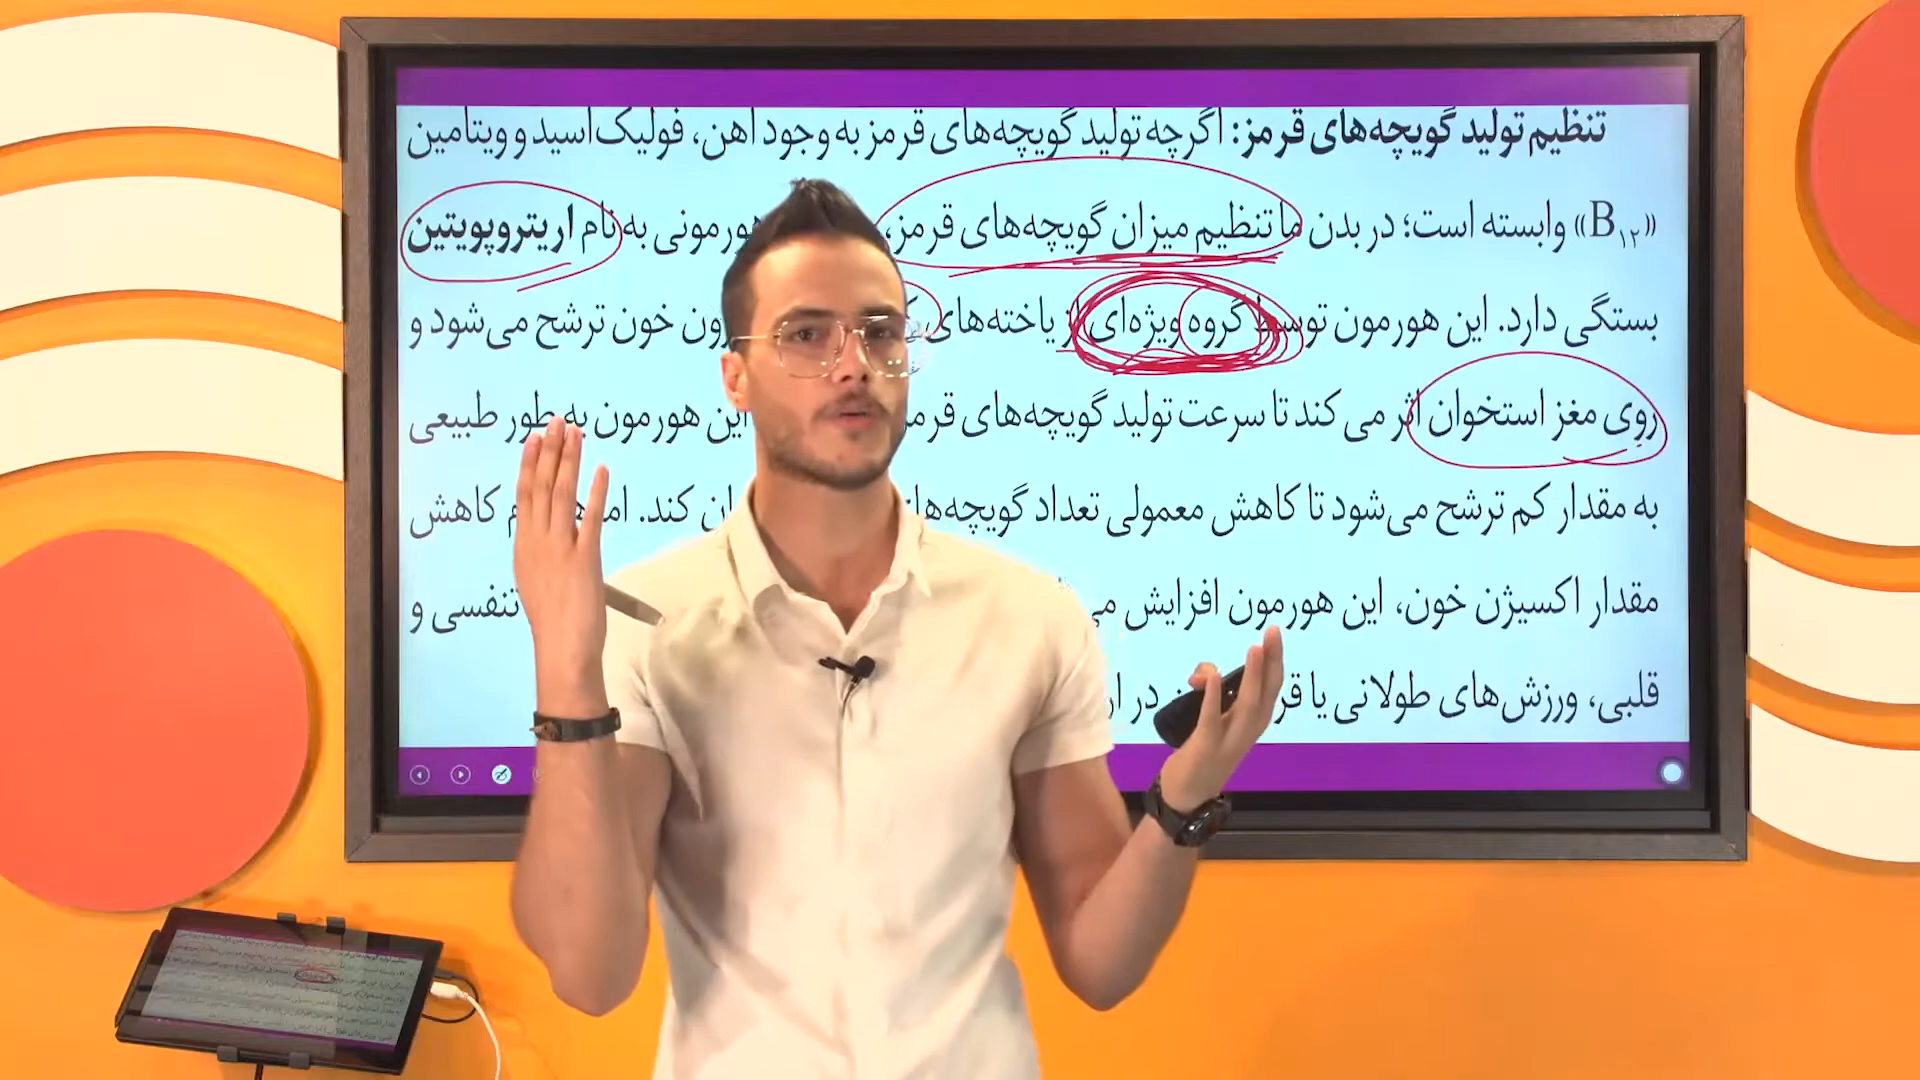 تنظیم تولید گویچه‌های قرمز: اگرچه تولید گویچه‌های قرمز به وجود آهن، فولیک‌اسید و ویتامین
«B۱۲» وابسته است؛ در بدن ما تنظیم میزان گویچه‌های قرمز، هورمونی به نام اریتروپویتین
بستگی دارد. این هورمون توسط گروه ویژه‌ای از یاخته‌های خون ترشح می‌شود و
روی مغز استخوان اثر می کند تا سرعت تولید گویچه‌های قرمز این هورمون به طور طبیعی
به مقدار کم ترشح می‌شود تا کاهش معمولی تعداد گویچه‌ها کند. اما کاهش
مقدار اکسیژن خون، این هورمون افزایش تنفسی و
قلبی، ورزش‌های طولانی یا در